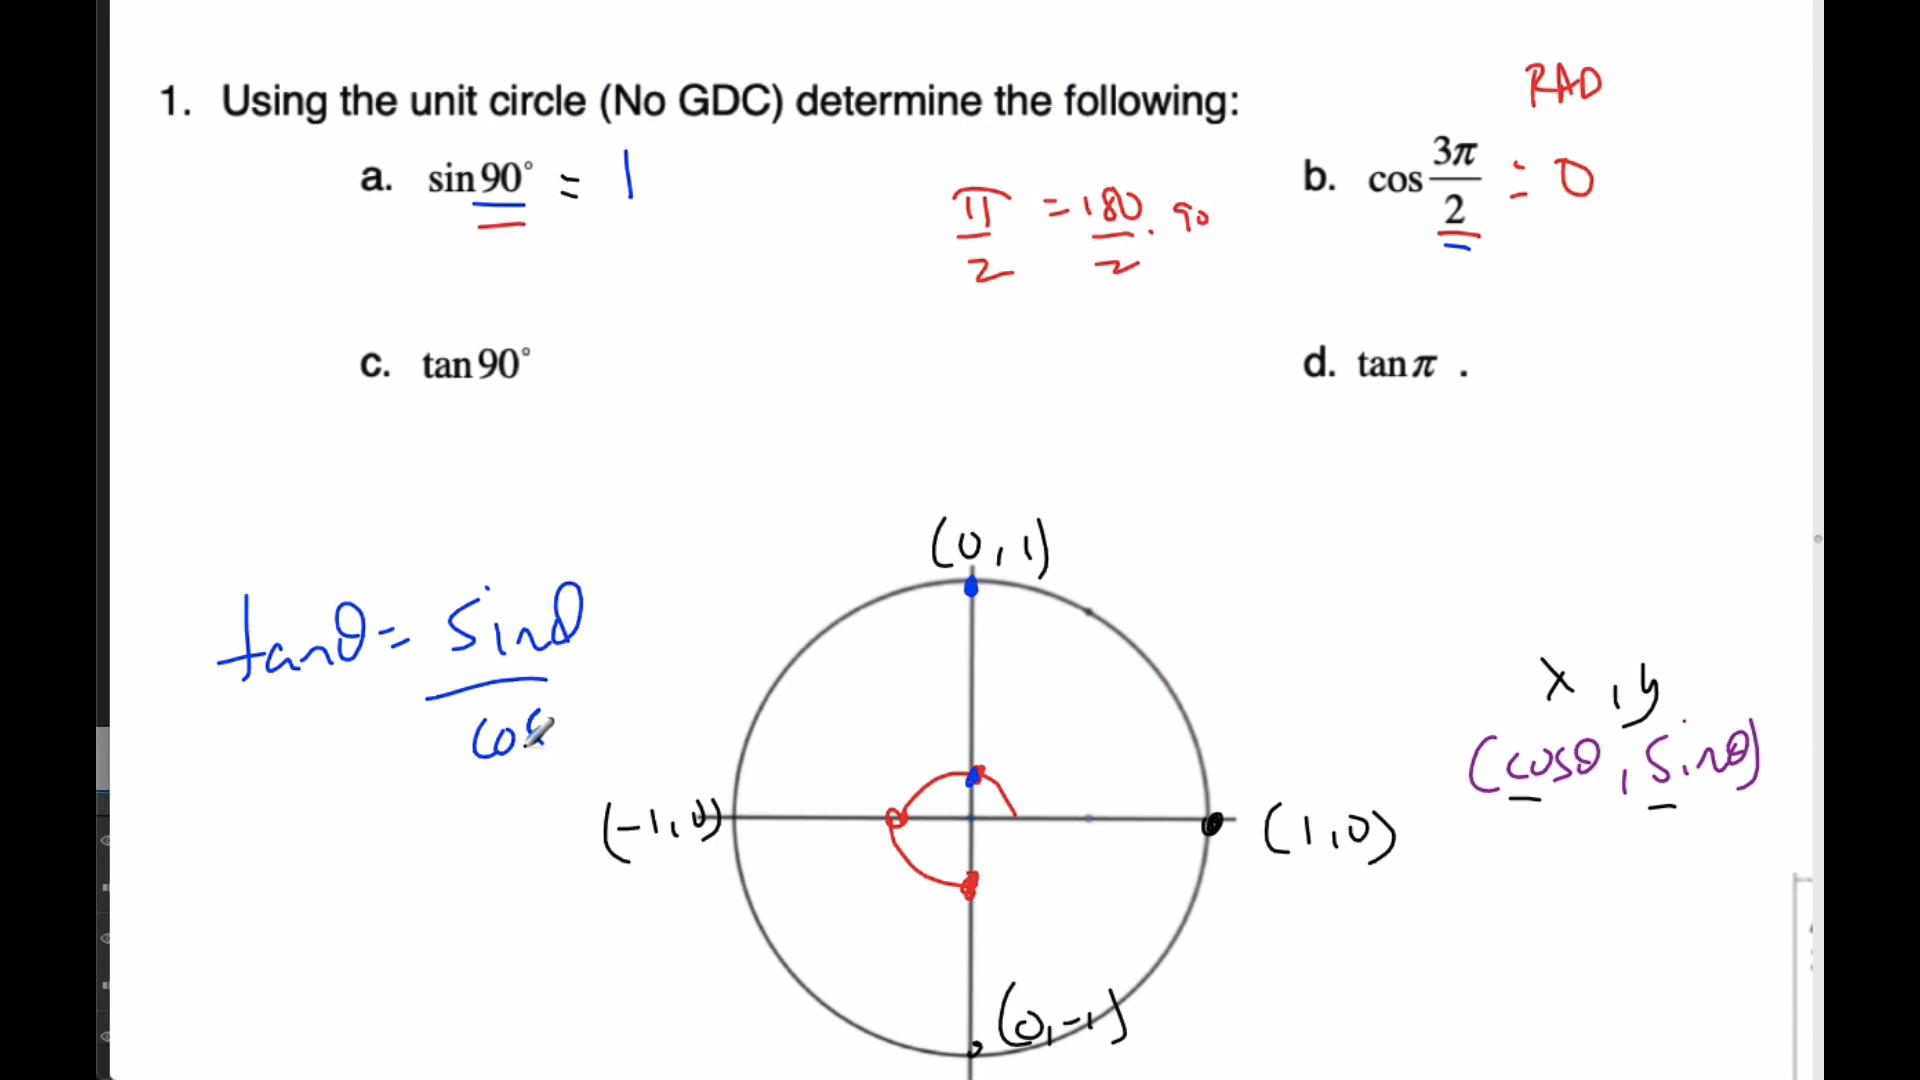 RAD
1. Using the unit circle (No GDC) determine the following:
a. sin 90° = 1
π/2 = 180/2 . 90
b. cos 3π/2 = 0
c. tan 90°
d. tan π .
(0, 1)
tanθ = sinθ
cos
x , y
(cosθ , sinθ)
(-1, 0)
(1, 0)
(0, -1)